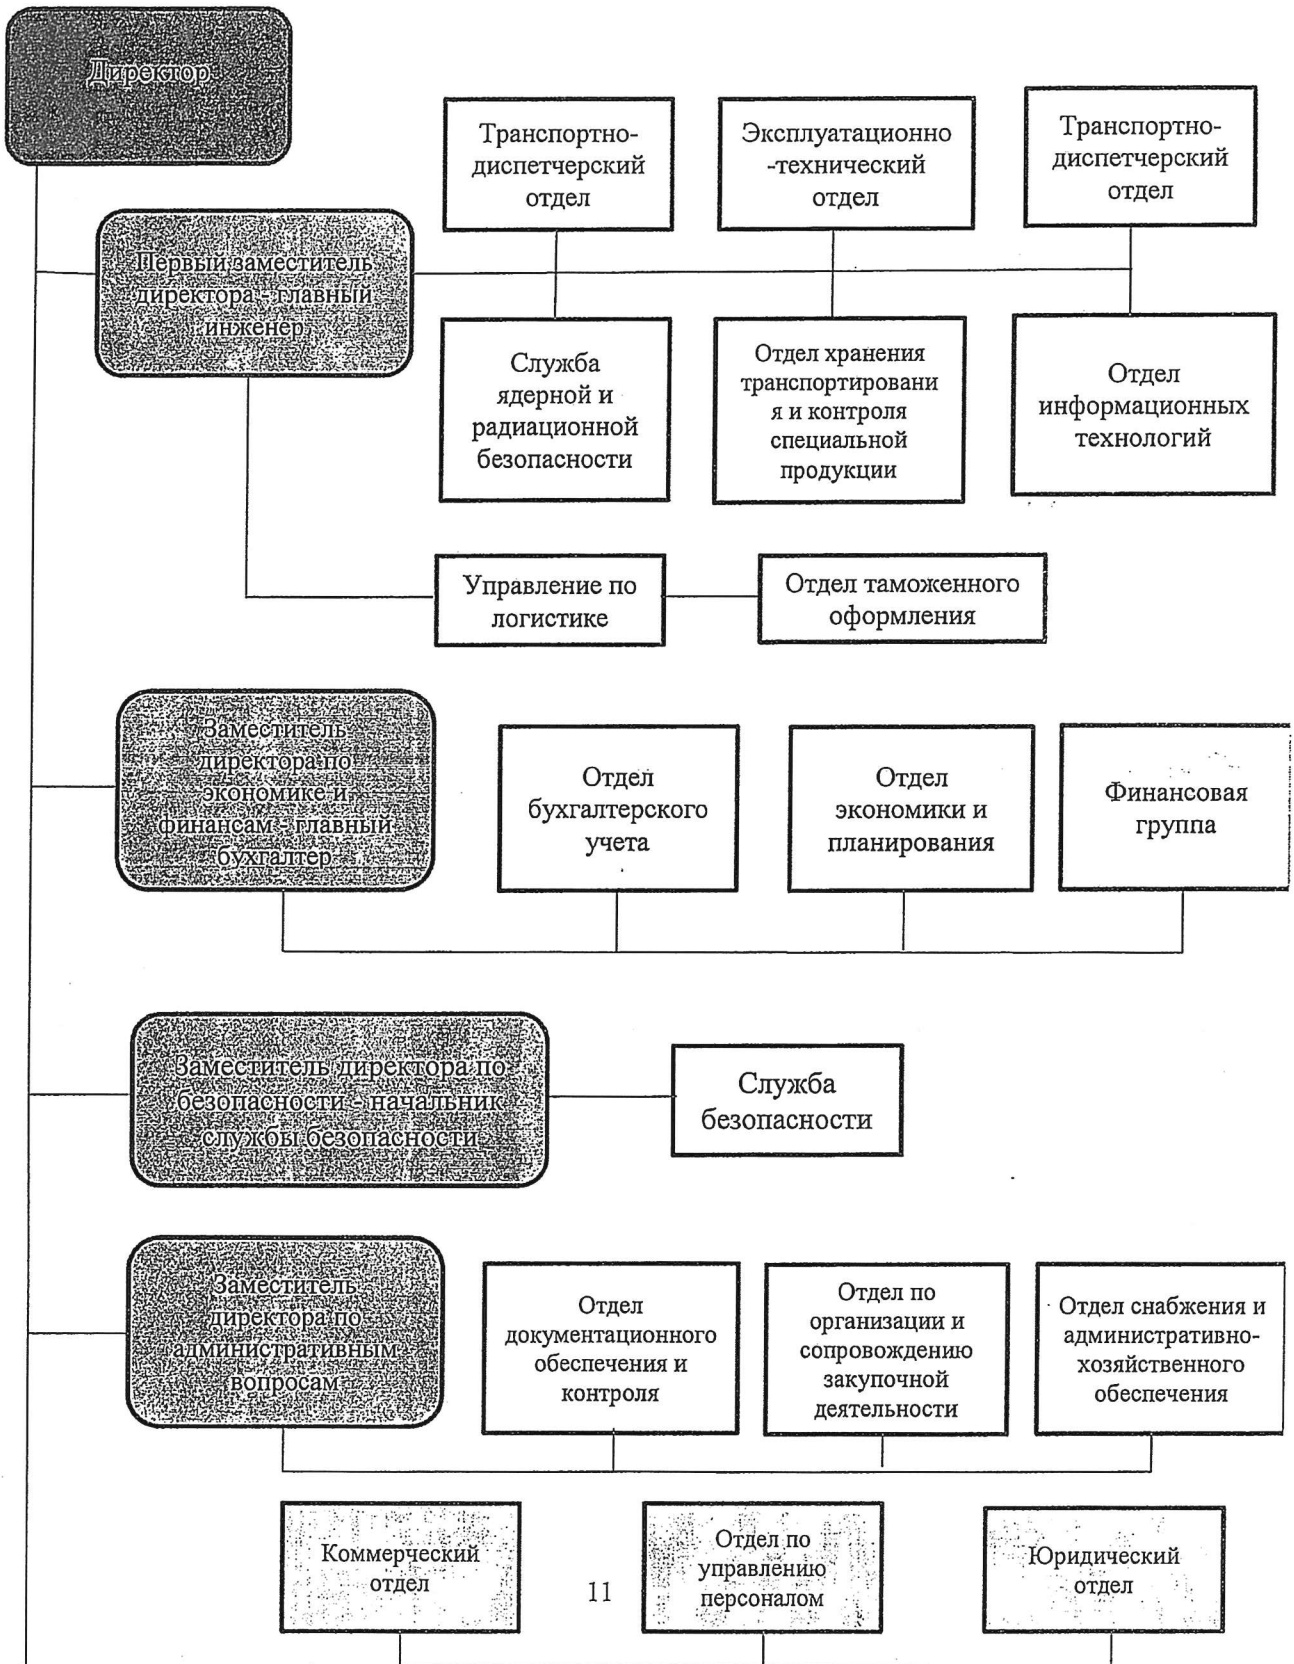 Директор
Транспортно-
диспетчерский
отдел
Эксплуатационно
-технический
отдел
Транспортно-
диспетчерский
отдел
Первый заместитель
директора - главный
инженер
Служба
ядерной и
радиационной
безопасности
Отдел хранения
транспортировани
я и контроля
специальной
продукции
Отдел
информационных
технологий
Управление по
логистике
Отдел таможенного
оформления
Заместитель
директора по
экономике и
финансам - главный
бухгалтер
Отдел
бухгалтерского
учета
Отдел
экономики и
планирования
Финансовая
группа
Заместитель директора по
безопасности - начальник
службы безопасности
Служба
безопасности
Заместитель
директора по
административным
вопросам
Отдел
документационного
обеспечения и
контроля
Отдел по
организации и
сопровождению
закупочной
деятельности
Отдел снабжения и
административно-
хозяйственного
обеспечения
Коммерческий
отдел
Отдел по
управлению
персоналом
Юридический
отдел
11